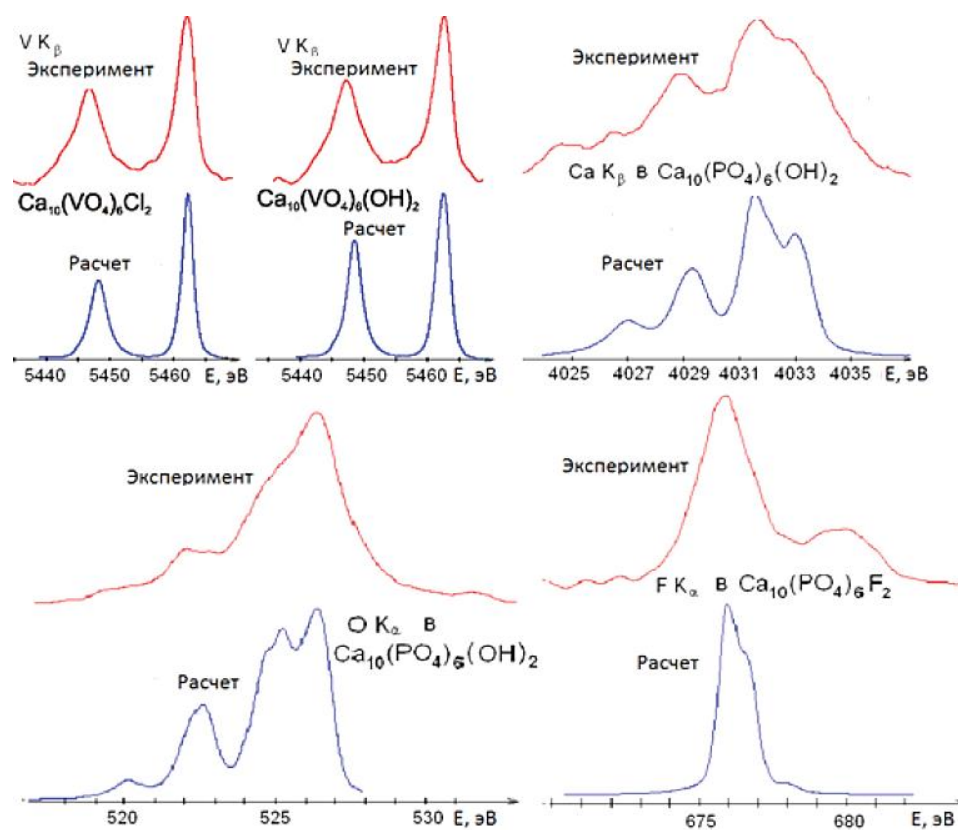 V Kβ
Эксперимент
Ca₁₀(VO₄)₆Cl₂
Расчет
5440 5450 5460 E, эВ
V Kβ
Эксперимент
Ca₁₀(VO₄)₆(OH)₂
Расчет
5440 5450 5460 E, эВ
Эксперимент
Ca Kβ в Ca₁₀(PO₄)₆(OH)₂
Расчет
4025 4027 4029 4031 4033 4035 E, эВ
Эксперимент
O Kα в
Ca₁₀(PO₄)₆(OH)₂
Расчет
520 525 530 E, эВ
Эксперимент
F Kα в Ca₁₀(PO₄)₆F₂
Расчет
675 680 E, эВ